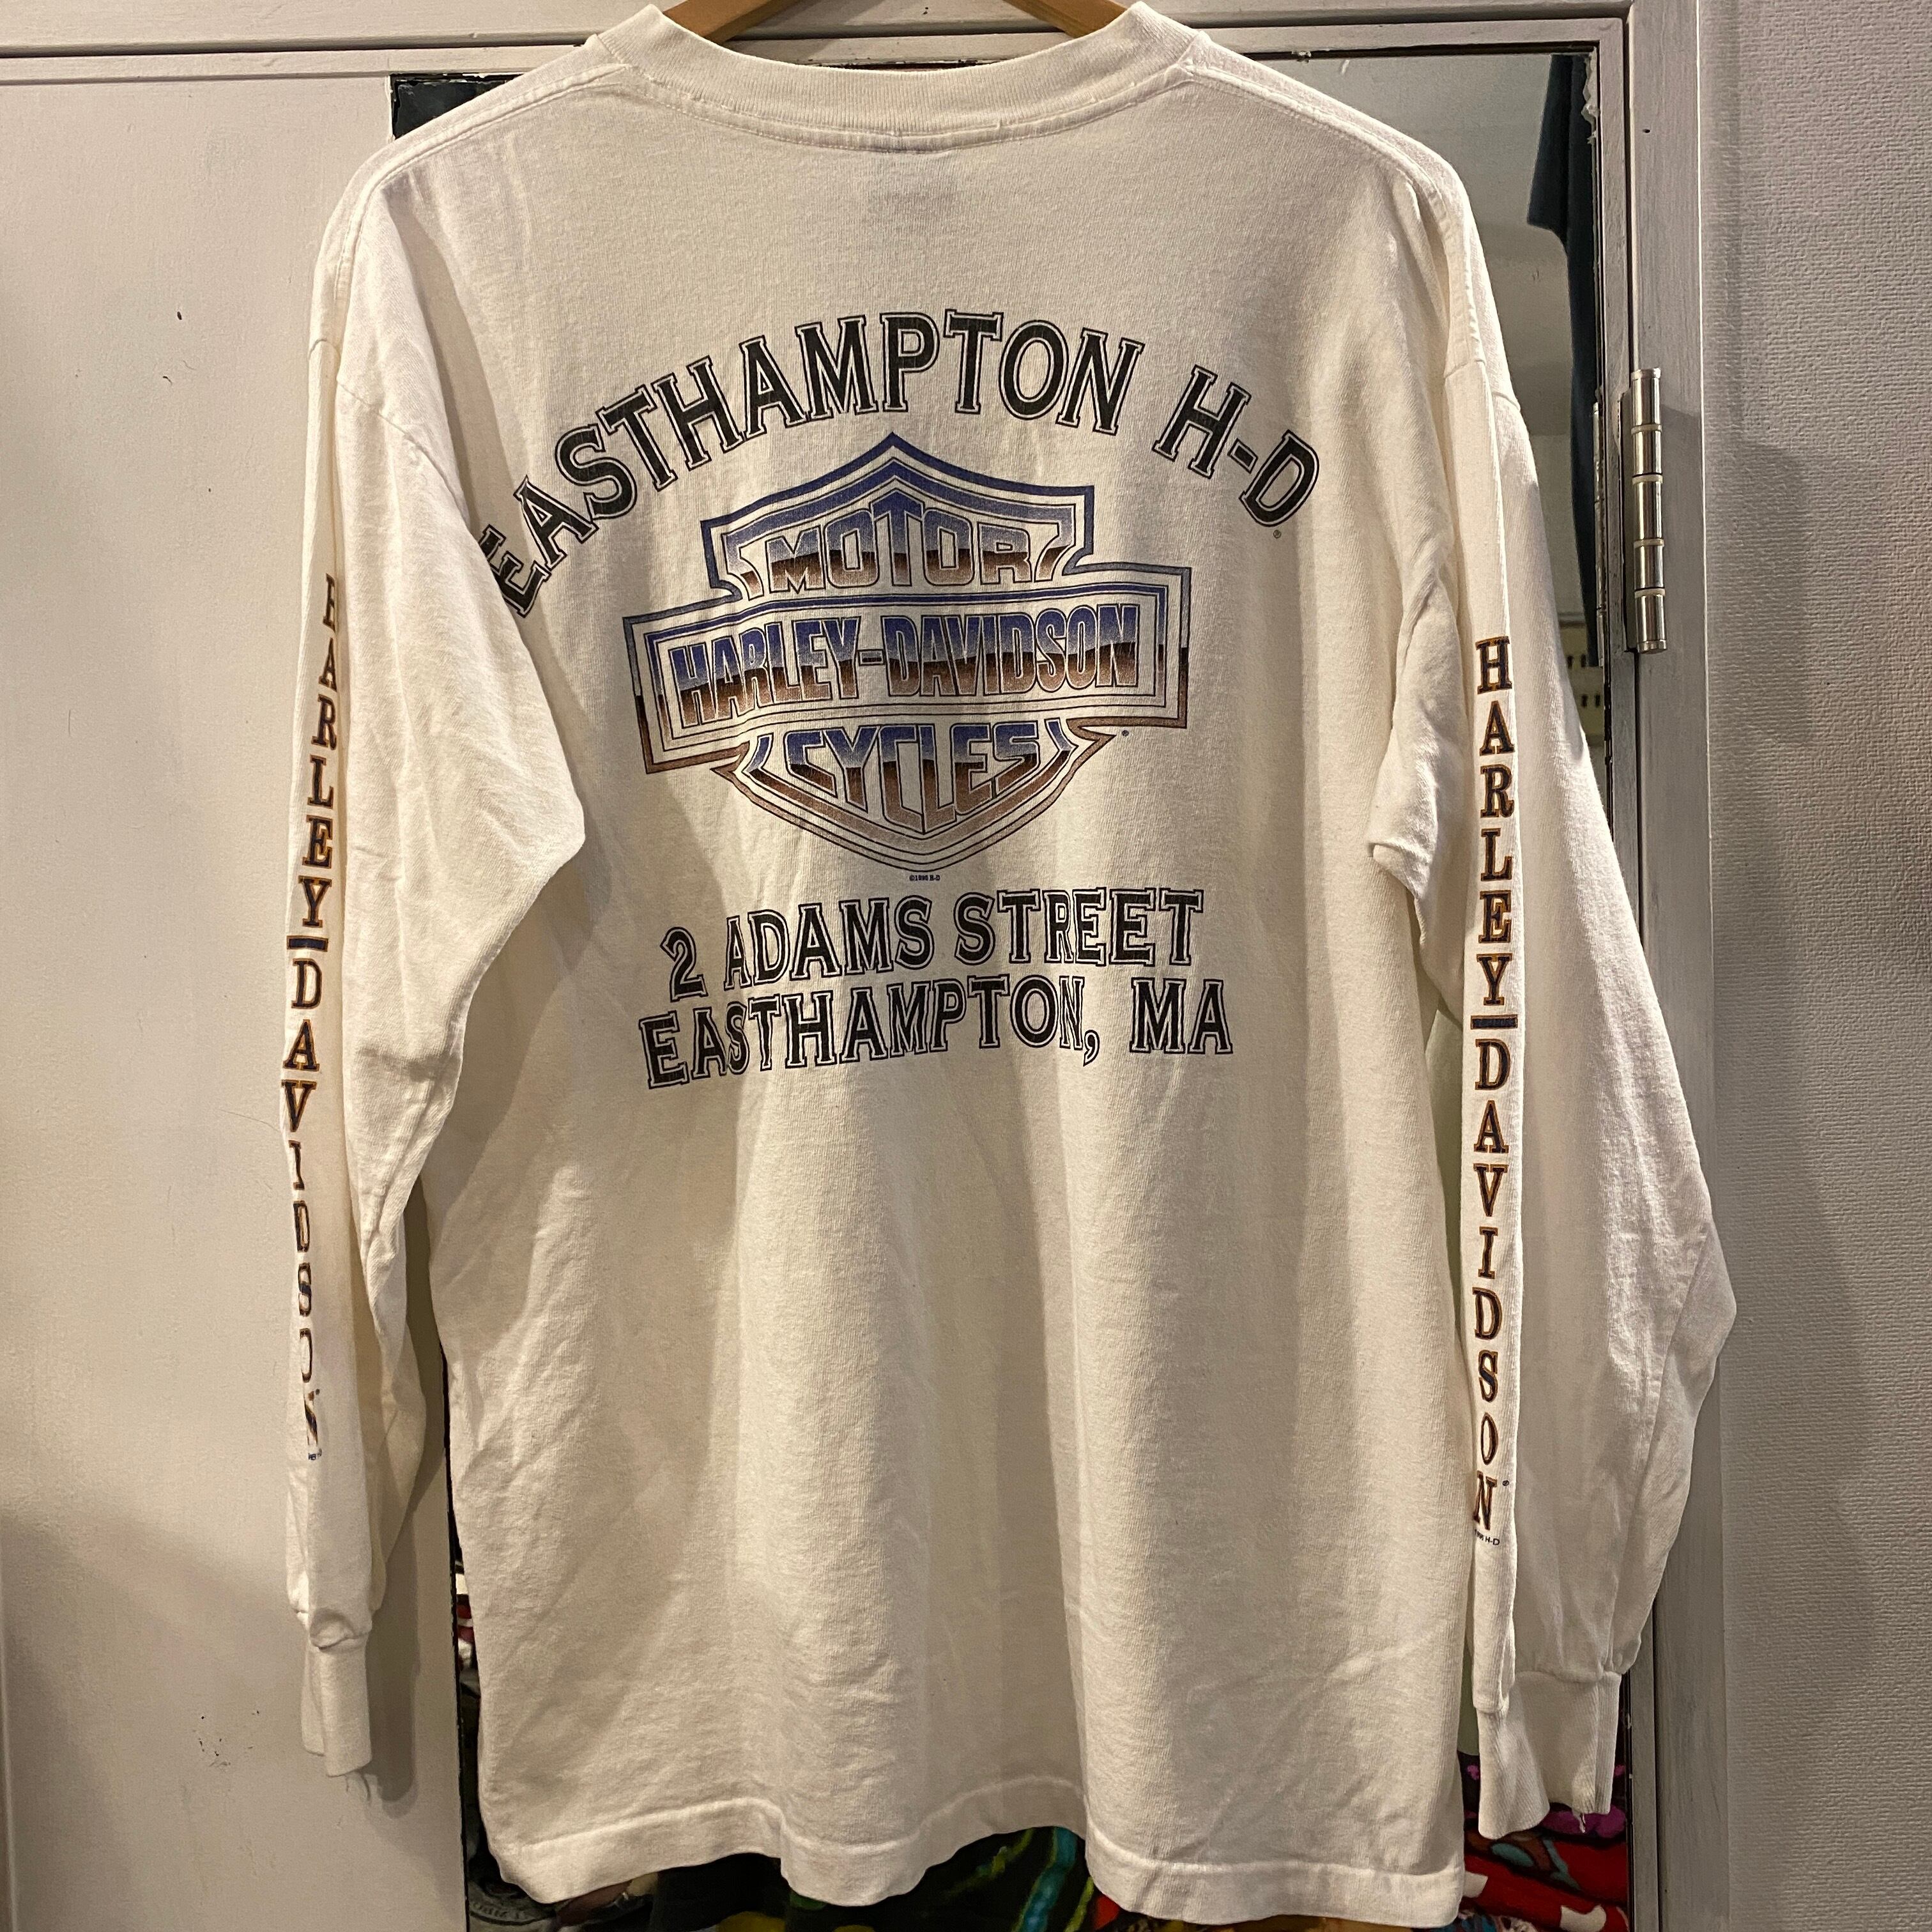 EASTHAMPTON H-D
®
MOTOR
HARLEY-DAVIDSON
CYCLES
®
2 ADAMS STREET
EASTHAMPTON, MA
HARLEY-DAVIDSON
HARLEY-DAVIDSON
®
H-D